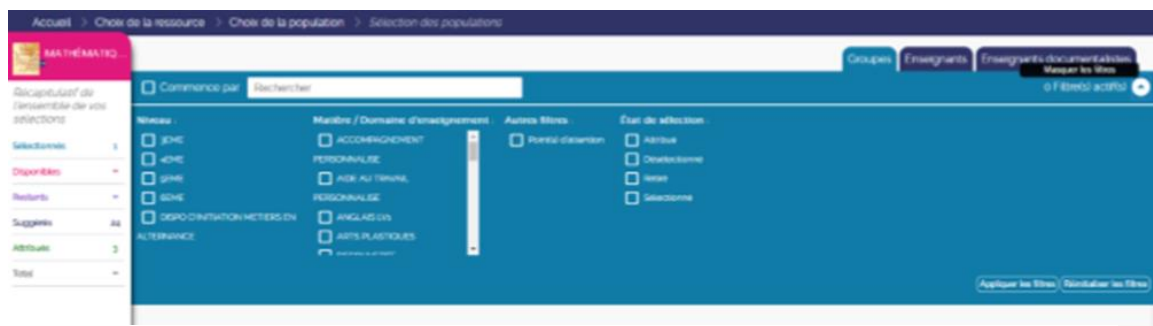 Accueil > Choix de la ressource > Choix de la population > Sélection des populations
MATHÉMATIQ...
Groupes Enseignants Enseignants documentalistes
Masquer les filtres
0 Filtre(s) actif(s)
Commence par Rechercher
Récapitulatif de
l'ensemble de vos
sélections
Sélectionnés 1
Disponibles -
Restants -
Suggérés 24
Attribués 3
Total -
Niveau :
3EME
4EME
5EME
6EME
DISPO D'INITIATION METIERS EN
ALTERNANCE
Matière / Domaine d'enseignement :
ACCOMPAGNEMENT
PERSONNALISE
AIDE AU TRAVAIL
PERSONNALISE
ANGLAIS LV1
ARTS PLASTIQUES
Autres filtres :
Point(s) d'attention
État de sélection :
Attribué
Désélectionné
Retiré
Sélectionné
Appliquer les filtres Réinitialiser les filtres